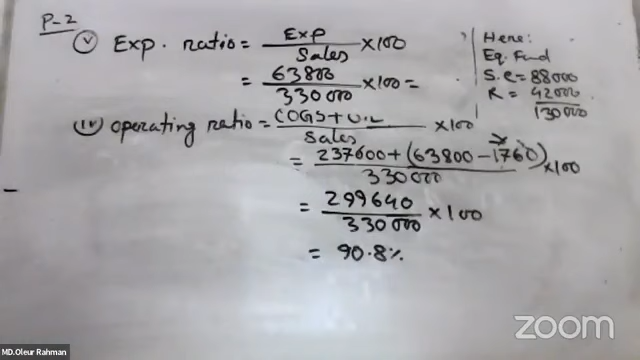 P-2
(v) Exp. ratio = Exp / Sales × 100
= 63800 / 330000 × 100 =
Here:
Eq. Fund
S.C = 88000
R = 42000
130000
(iv) Operating ratio = COGS + / Sales × 100
= 237600 + (63800 - 1760) / 330000 × 100
= 299640 / 330000 × 100
= 90.8%
zoom
MD.Oleur Rahman